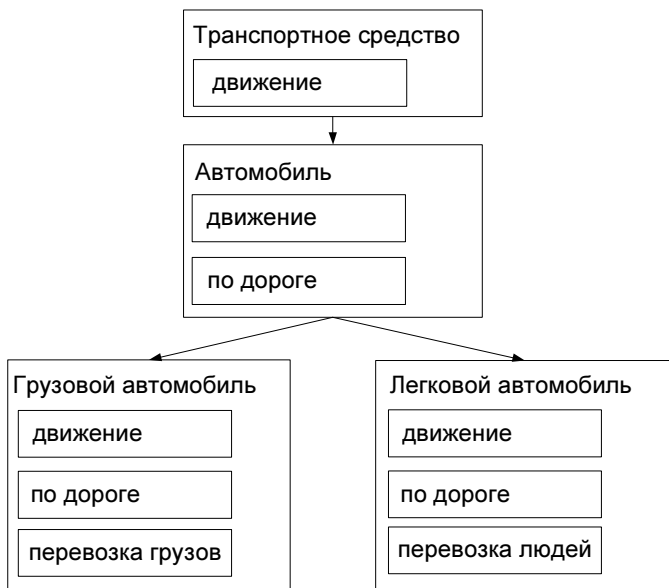 Транспортное средство
движение
Автомобиль
движение
по дороге
Грузовой автомобиль
движение
по дороге
перевозка грузов
Легковой автомобиль
движение
по дороге
перевозка людей